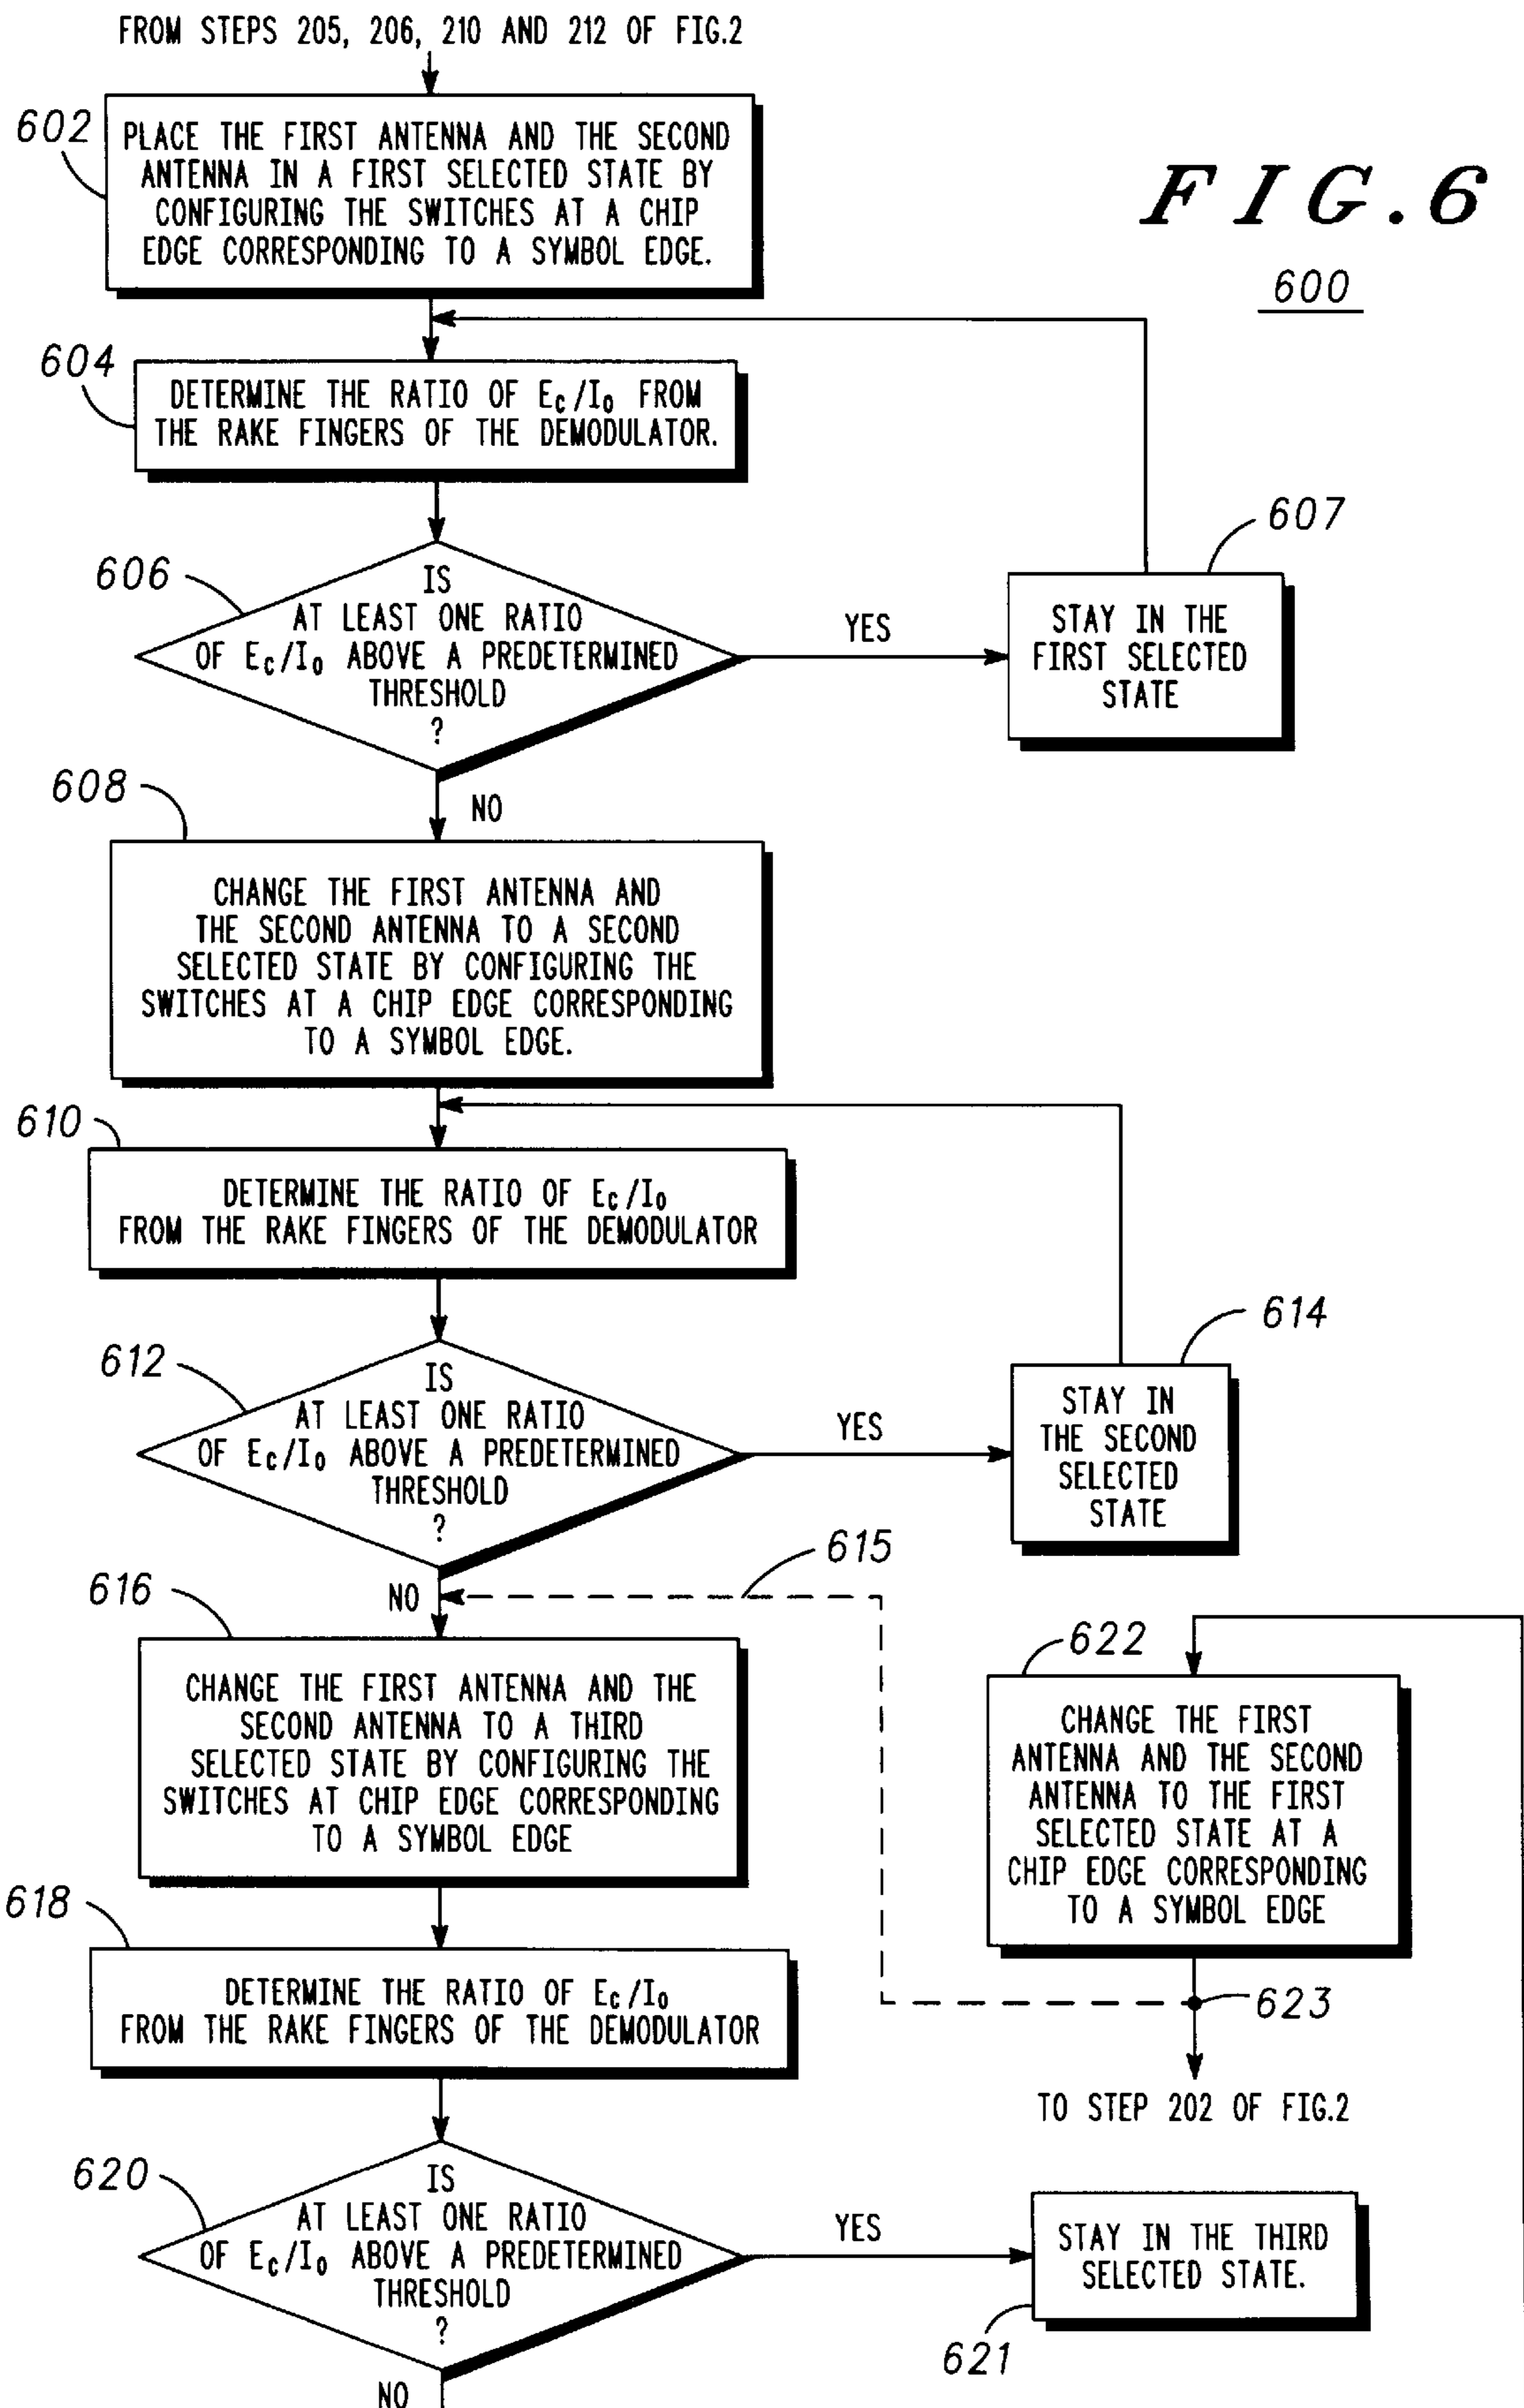 FROM STEPS 205, 206, 210 AND 212 OF FIG.2
602
PLACE THE FIRST ANTENNA AND THE SECOND
ANTENNA IN A FIRST SELECTED STATE BY
CONFIGURING THE SWITCHES AT A CHIP
EDGE CORRESPONDING TO A SYMBOL EDGE.
FIG.6
600
604
DETERMINE THE RATIO OF EC/I0 FROM
THE RAKE FINGERS OF THE DEMODULATOR.
606
IS
AT LEAST ONE RATIO
OF EC/I0 ABOVE A PREDETERMINED
THRESHOLD
?
YES
607
STAY IN THE
FIRST SELECTED
STATE
NO
608
CHANGE THE FIRST ANTENNA AND
THE SECOND ANTENNA TO A SECOND
SELECTED STATE BY CONFIGURING THE
SWITCHES AT A CHIP EDGE CORRESPONDING
TO A SYMBOL EDGE.
610
DETERMINE THE RATIO OF EC/I0
FROM THE RAKE FINGERS OF THE DEMODULATOR
612
IS
AT LEAST ONE RATIO
OF EC/I0 ABOVE A PREDETERMINED
THRESHOLD
?
YES
614
STAY IN
THE SECOND
SELECTED
STATE
NO
615
616
CHANGE THE FIRST ANTENNA AND THE
SECOND ANTENNA TO A THIRD
SELECTED STATE BY CONFIGURING THE
SWITCHES AT CHIP EDGE CORRESPONDING
TO A SYMBOL EDGE
622
CHANGE THE FIRST
ANTENNA AND THE SECOND
ANTENNA TO THE FIRST
SELECTED STATE AT A
CHIP EDGE CORRESPONDING
TO A SYMBOL EDGE
623
TO STEP 202 OF FIG.2
618
DETERMINE THE RATIO OF EC/I0
FROM THE RAKE FINGERS OF THE DEMODULATOR
620
IS
AT LEAST ONE RATIO
OF EC/I0 ABOVE A PREDETERMINED
THRESHOLD
?
YES
STAY IN THE THIRD
SELECTED STATE.
621
NO